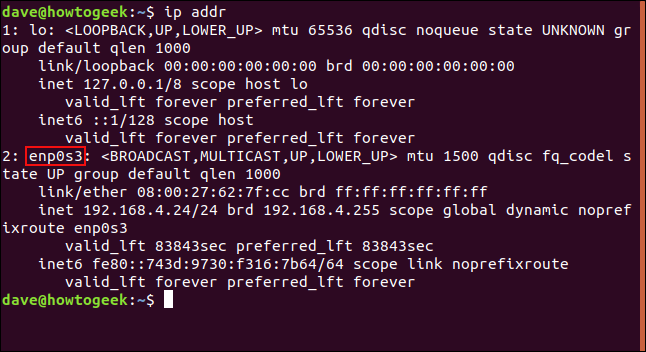 dave@howtogeek:~$ ip addr
1: lo: <LOOPBACK,UP,LOWER_UP> mtu 65536 qdisc noqueue state UNKNOWN gr
oup default qlen 1000
    link/loopback 00:00:00:00:00:00 brd 00:00:00:00:00:00
    inet 127.0.0.1/8 scope host lo
       valid_lft forever preferred_lft forever
    inet6 ::1/128 scope host
       valid_lft forever preferred_lft forever
2: enp0s3: <BROADCAST,MULTICAST,UP,LOWER_UP> mtu 1500 qdisc fq_codel s
tate UP group default qlen 1000
    link/ether 08:00:27:62:7f:cc brd ff:ff:ff:ff:ff:ff
    inet 192.168.4.24/24 brd 192.168.4.255 scope global dynamic nopref
ixroute enp0s3
       valid_lft 83843sec preferred_lft 83843sec
    inet6 fe80::743d:9730:f316:7b64/64 scope link noprefixroute
       valid_lft forever preferred_lft forever
dave@howtogeek:~$